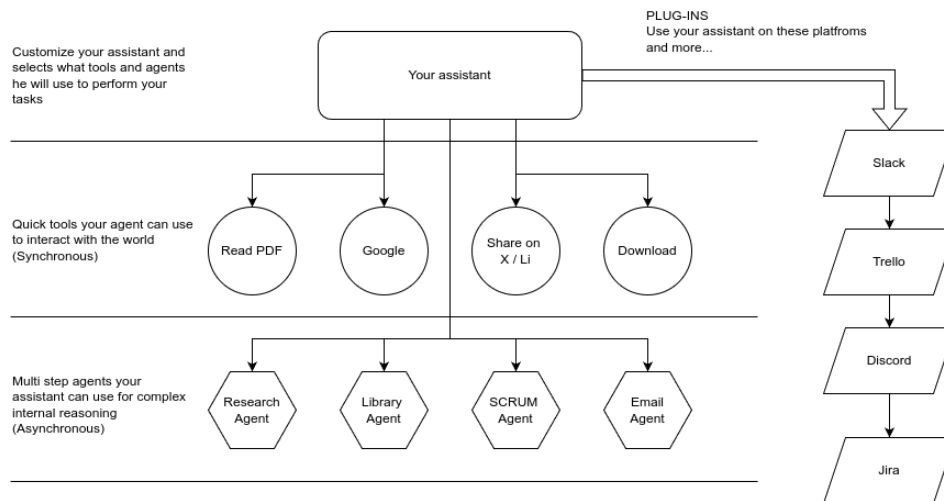 PLUG-INS
Use your assistant on these platfroms
and more...
Customize your assistant and
selects what tools and agents
he will use to perform your
tasks
Your assistant
Slack
Quick tools your agent can use
to interact with the world
(Synchronous)
Read PDF
Google
Share on
X / Li
Download
Trello
Discord
Multi step agents your
assistant can use for complex
internal reasoning
(Asynchronous)
Research
Agent
Library
Agent
SCRUM
Agent
Email
Agent
Jira